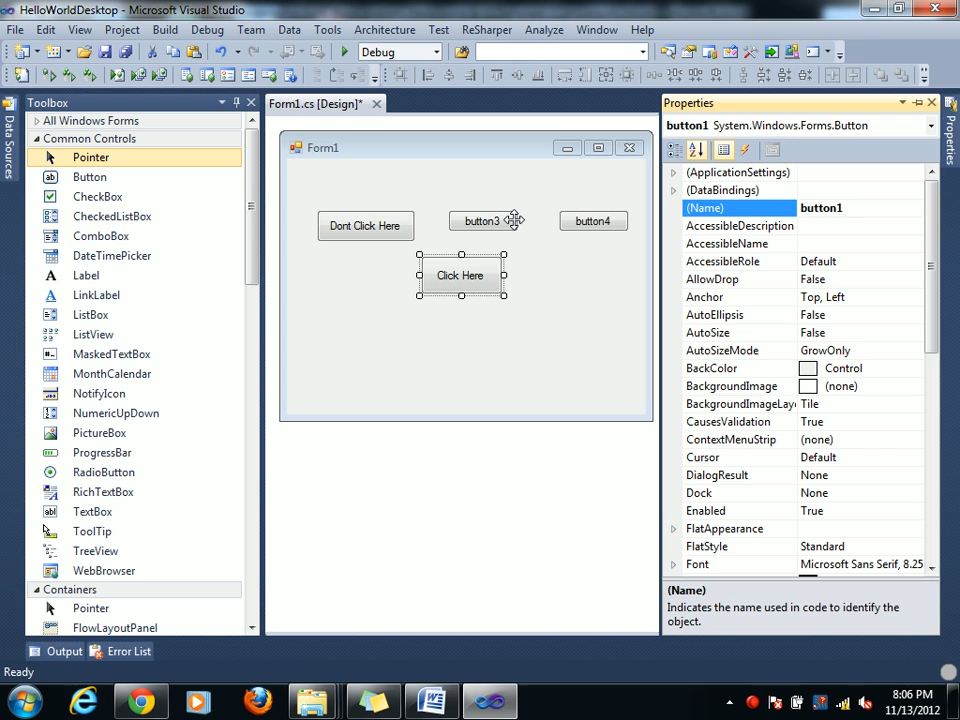 HelloWorldDesktop - Microsoft Visual Studio
File Edit View Project Build Debug Team Data Tools Architecture Test ReSharper Analyze Window Help
Debug
Data Sources
Toolbox
All Windows Forms
Common Controls
Pointer
Button
CheckBox
CheckedListBox
ComboBox
DateTimePicker
Label
LinkLabel
ListBox
ListView
MaskedTextBox
MonthCalendar
NotifyIcon
NumericUpDown
PictureBox
ProgressBar
RadioButton
RichTextBox
TextBox
ToolTip
TreeView
WebBrowser
Containers
Pointer
FlowLayoutPanel
Form1.cs [Design]*
Form1
Dont Click Here button3 button4
Click Here
Properties
button1 System.Windows.Forms.Button
(ApplicationSettings)
(DataBindings)
(Name) button1
AccessibleDescription
AccessibleName
AccessibleRole Default
AllowDrop False
Anchor Top, Left
AutoEllipsis False
AutoSize False
AutoSizeMode GrowOnly
BackColor Control
BackgroundImage (none)
BackgroundImageLayo Tile
CausesValidation True
ContextMenuStrip (none)
Cursor Default
DialogResult None
Dock None
Enabled True
FlatAppearance
FlatStyle Standard
Font Microsoft Sans Serif, 8.25
(Name)
Indicates the name used in code to identify the
object.
Properties
Output Error List
Ready
8:06 PM
11/13/2012